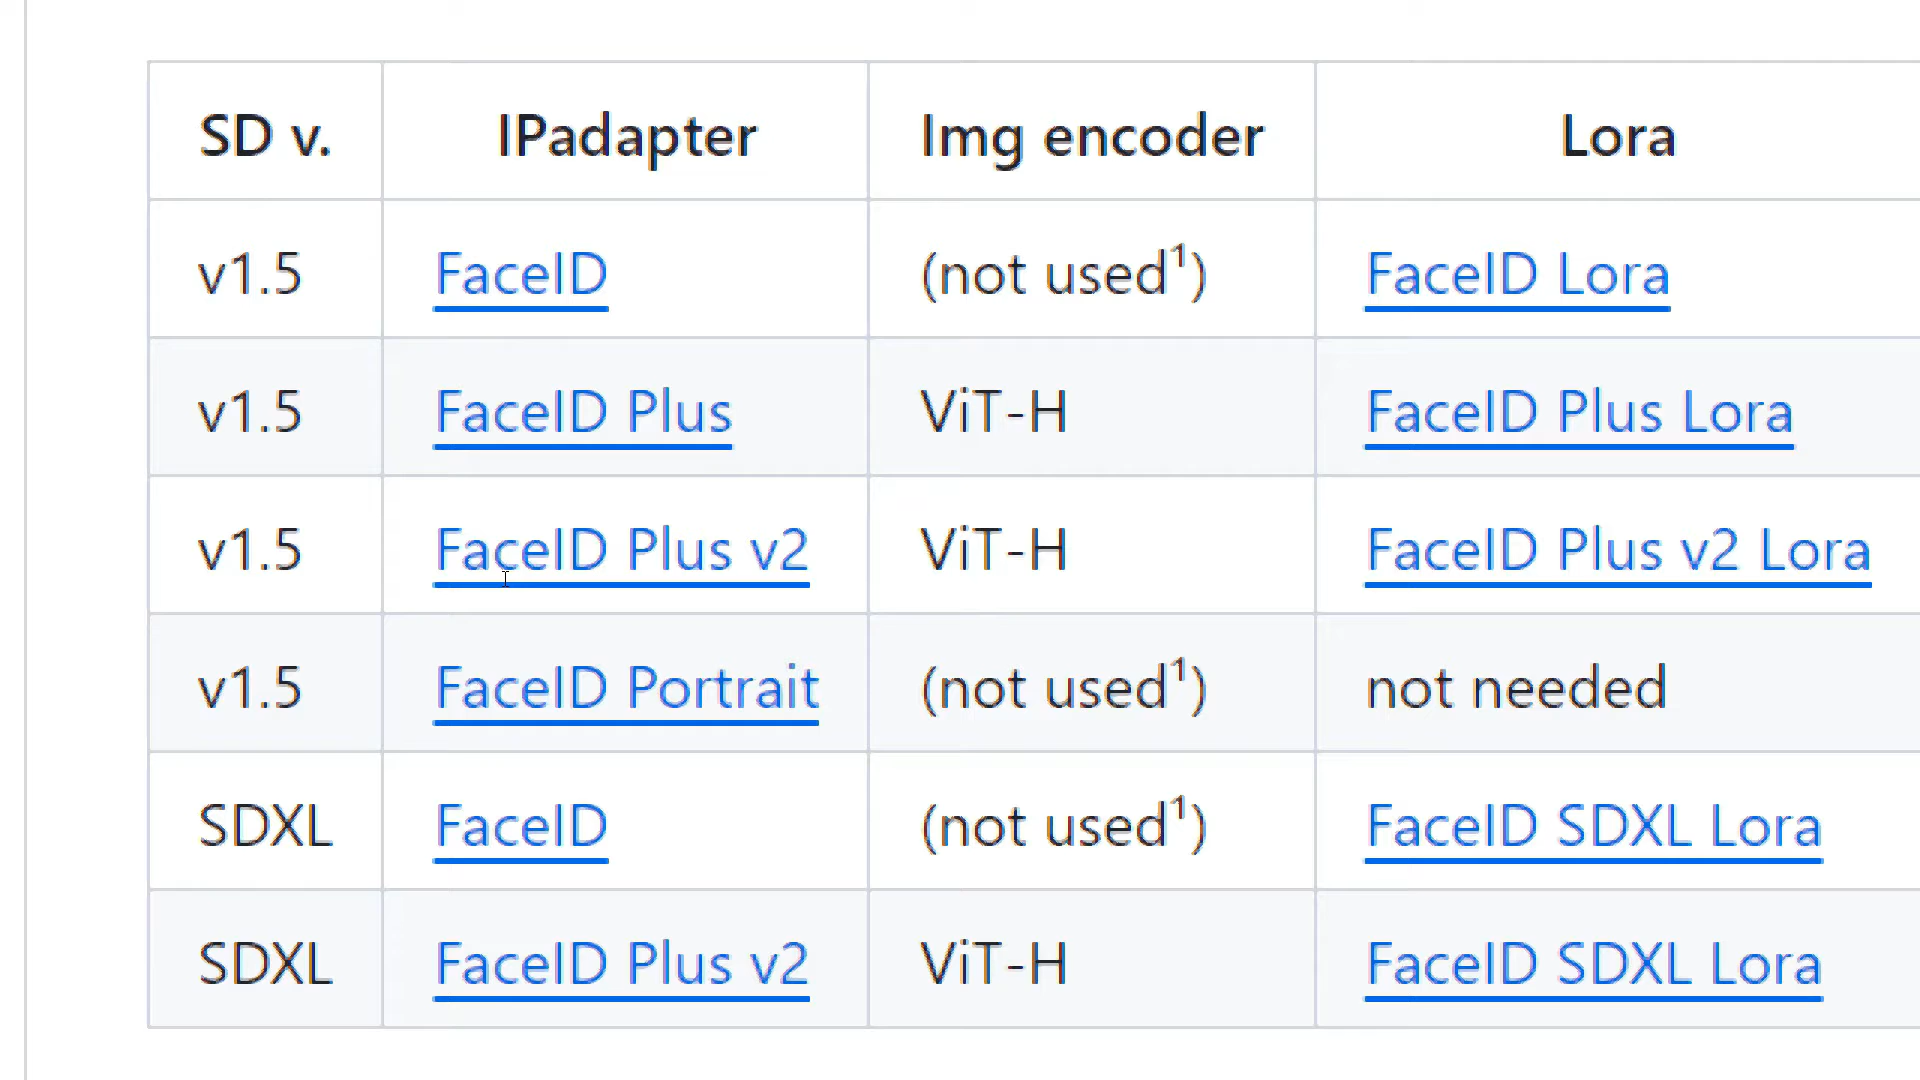 SD v. IPadapter Img encoder Lora
v1.5 FaceID (not used¹) FaceID Lora
v1.5 FaceID Plus ViT-H FaceID Plus Lora
v1.5 FaceID Plus v2 ViT-H FaceID Plus v2 Lora
v1.5 FaceID Portrait (not used¹) not needed
SDXL FaceID (not used¹) FaceID SDXL Lora
SDXL FaceID Plus v2 ViT-H FaceID SDXL Lora